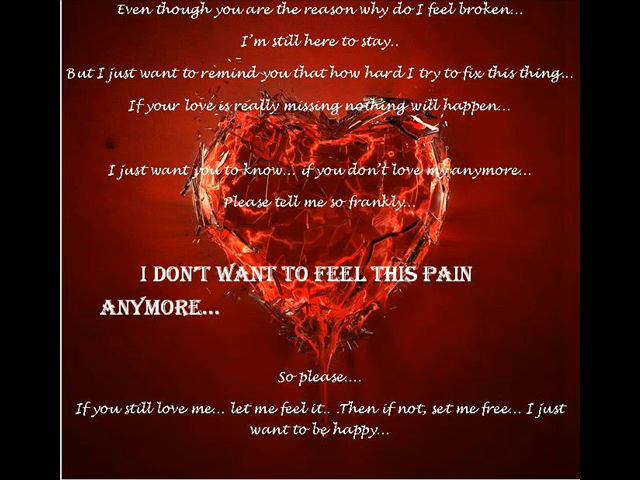 Even though you are the reason why do I feel broken...
I'm still here to stay..
But I just want to remind you that how hard I try to fix this thing...
If your love is really missing nothing will happen...
I just want you to know... if you don't love my anymore...
Please tell me so frankly...
I DON'T WANT TO FEEL THIS PAIN
ANYMORE...
So please....
If you still love me... let me feel it.. .Then if not, set me free... I just
want to be happy...